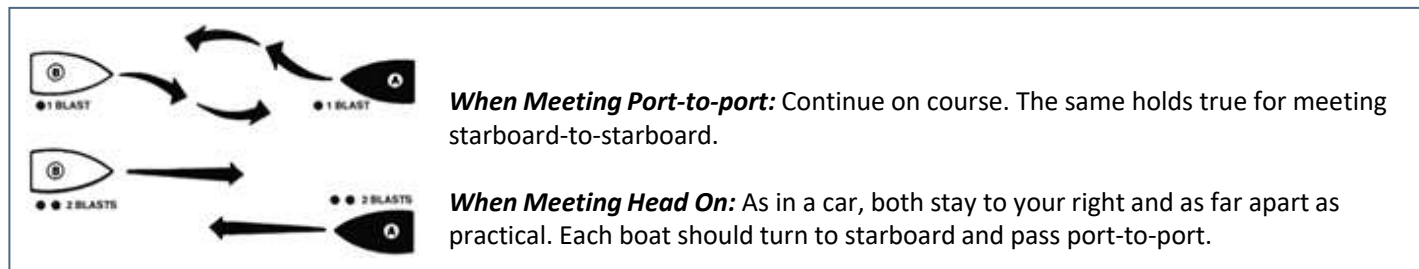 B
A
● 1 BLAST
● 1 BLAST
When Meeting Port-to-port: Continue on course. The same holds true for meeting
starboard-to-starboard.
B
● ● 2 BLASTS
● ● 2 BLASTS
A
When Meeting Head On: As in a car, both stay to your right and as far apart as
practical. Each boat should turn to starboard and pass port-to-port.